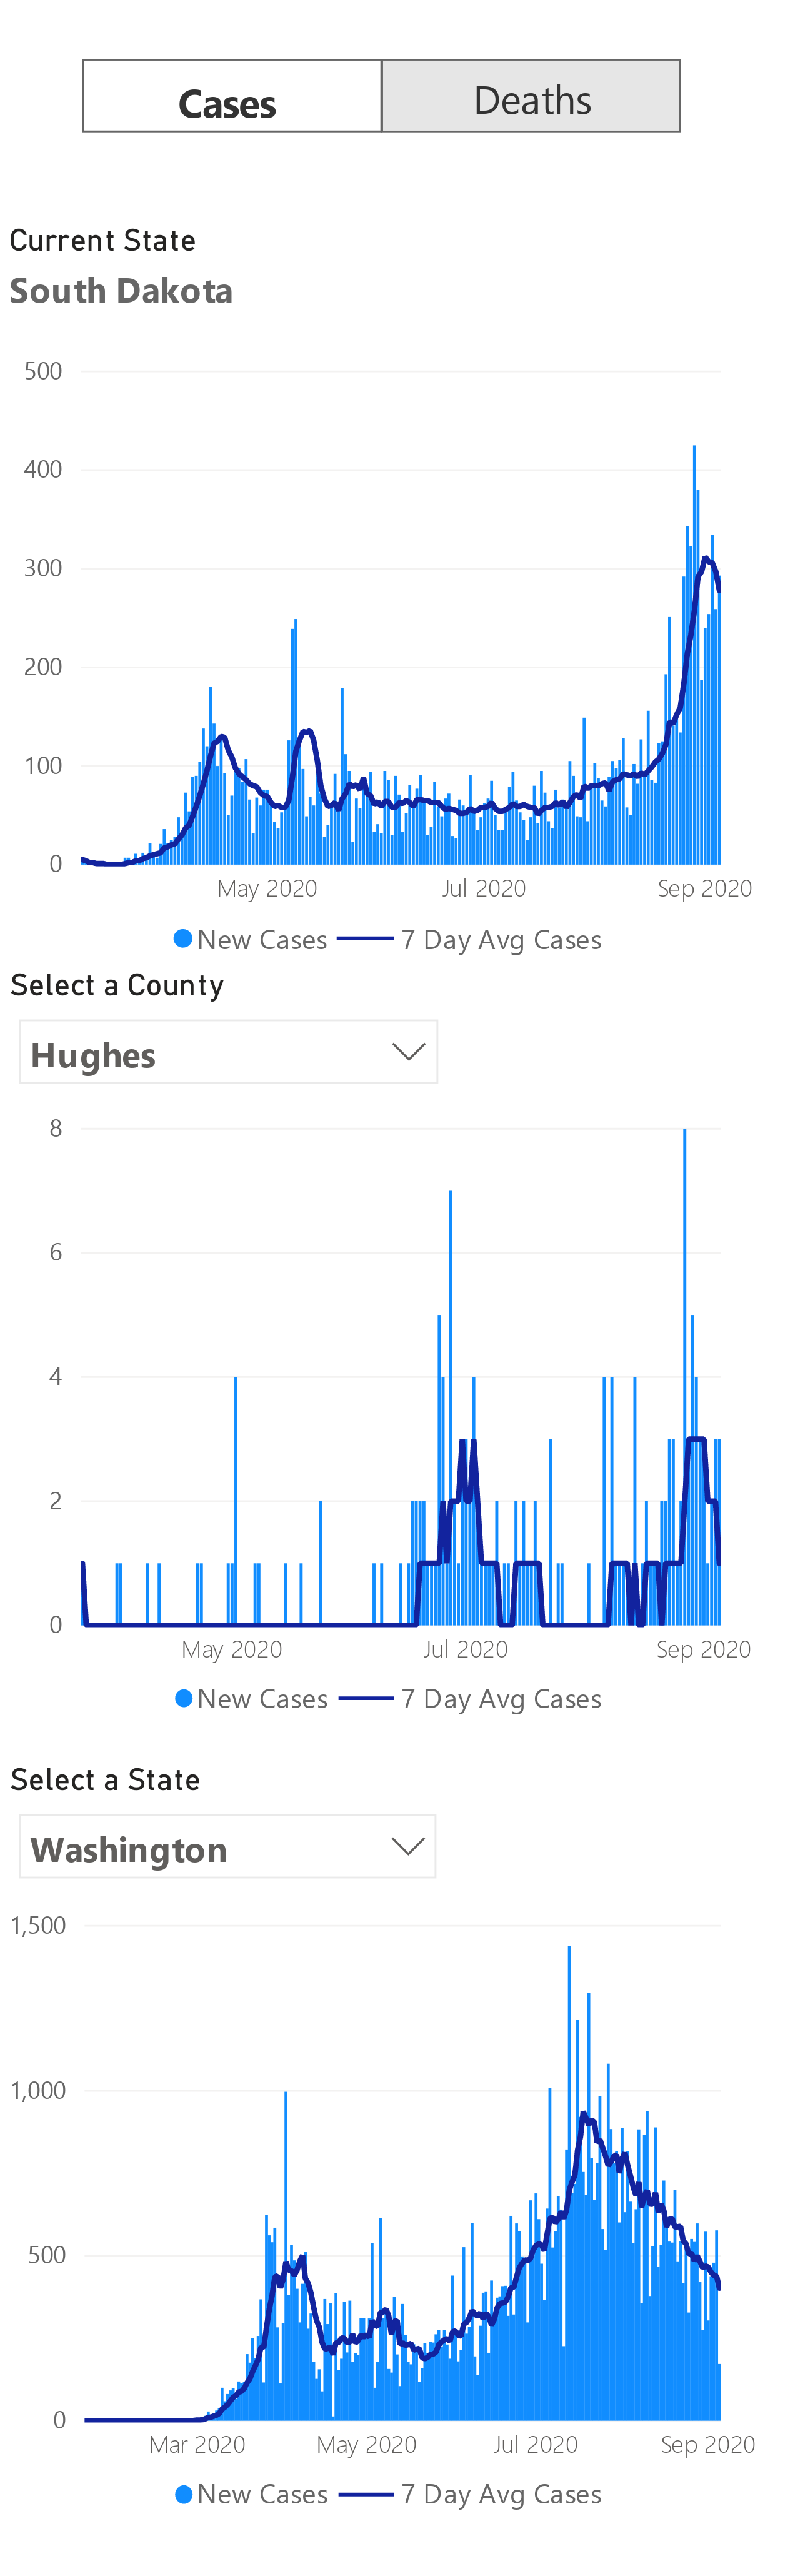 Cases Deaths
Current State
South Dakota
500
400
300
200
100
0
May 2020 Jul 2020 Sep 2020
New Cases 7 Day Avg Cases
Select a County
Hughes
8
6
4
2
0
May 2020 Jul 2020 Sep 2020
New Cases 7 Day Avg Cases
Select a State
Washington
1,500
1,000
500
0
Mar 2020 May 2020 Jul 2020 Sep 2020
New Cases 7 Day Avg Cases